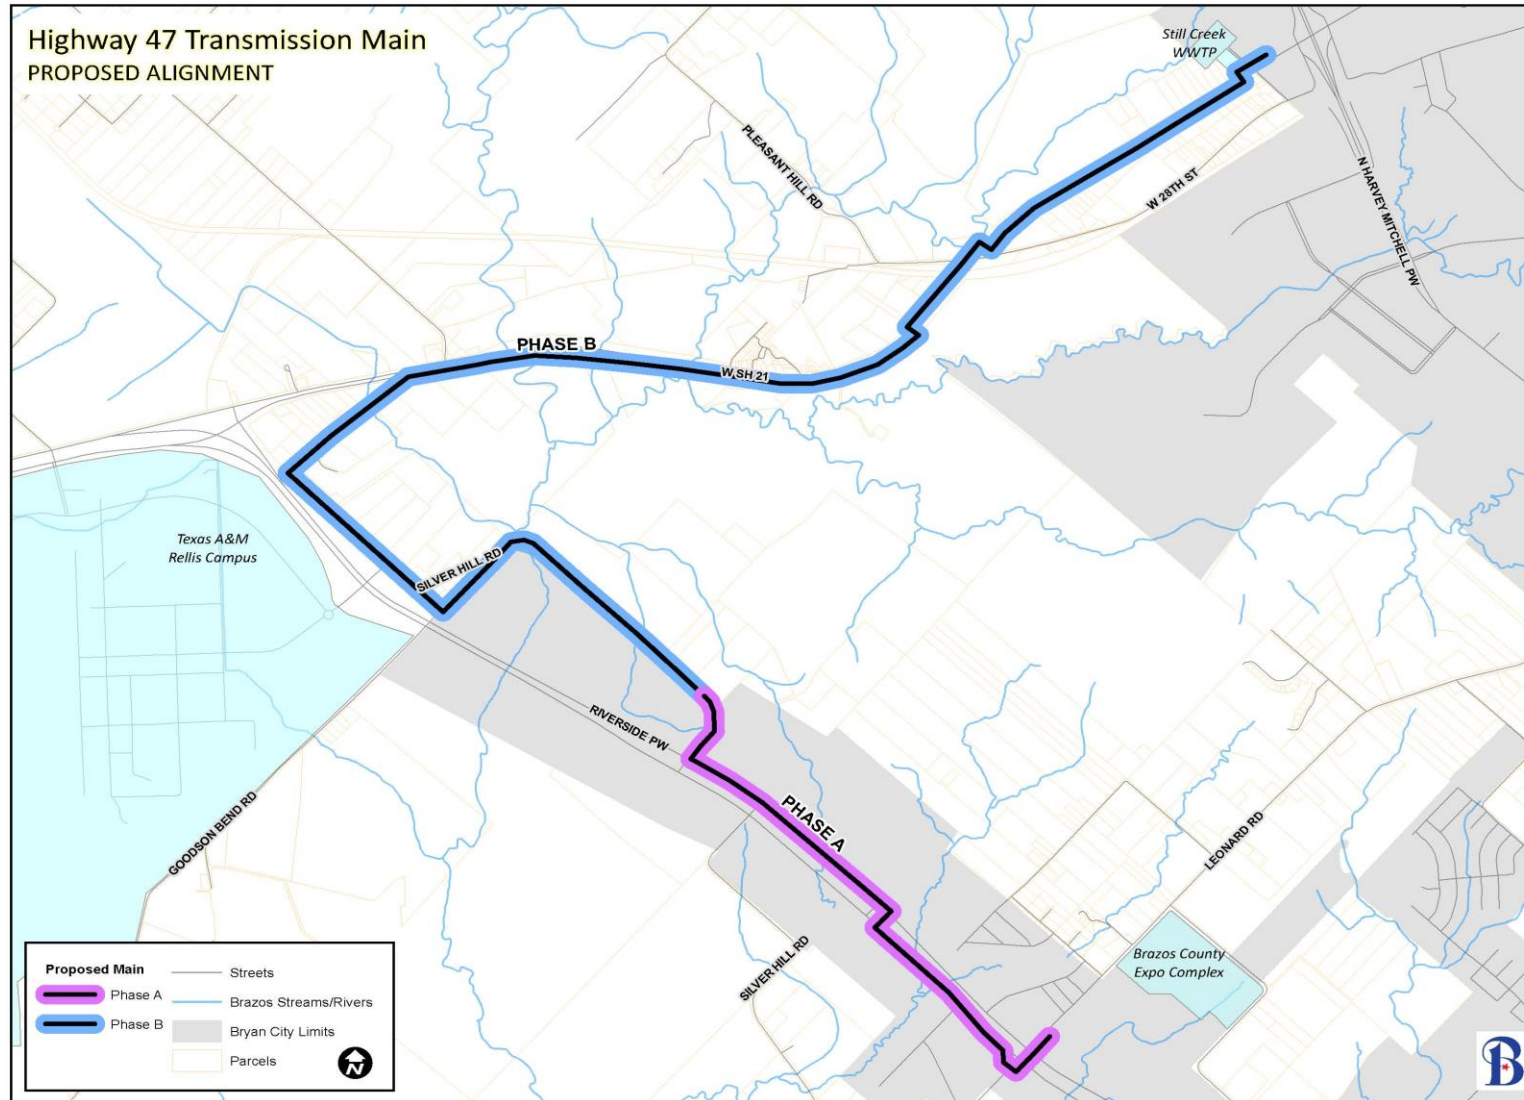 Highway 47 Transmission Main
PROPOSED ALIGNMENT
Still Creek
WWTP
PLEASANT HILL RD
W 28TH ST
N HARVEY MITCHELL PW
PHASE B
W SH 21
Texas A&M
Rellis Campus
SILVER HILL RD
RIVERSIDE PW
PHASE A
GOODSON BEND RD
LEONARD RD
SILVER HILL RD
Brazos County
Expo Complex
Proposed Main
Phase A
Phase B
Streets
Brazos Streams/Rivers
Bryan City Limits
Parcels
N
B